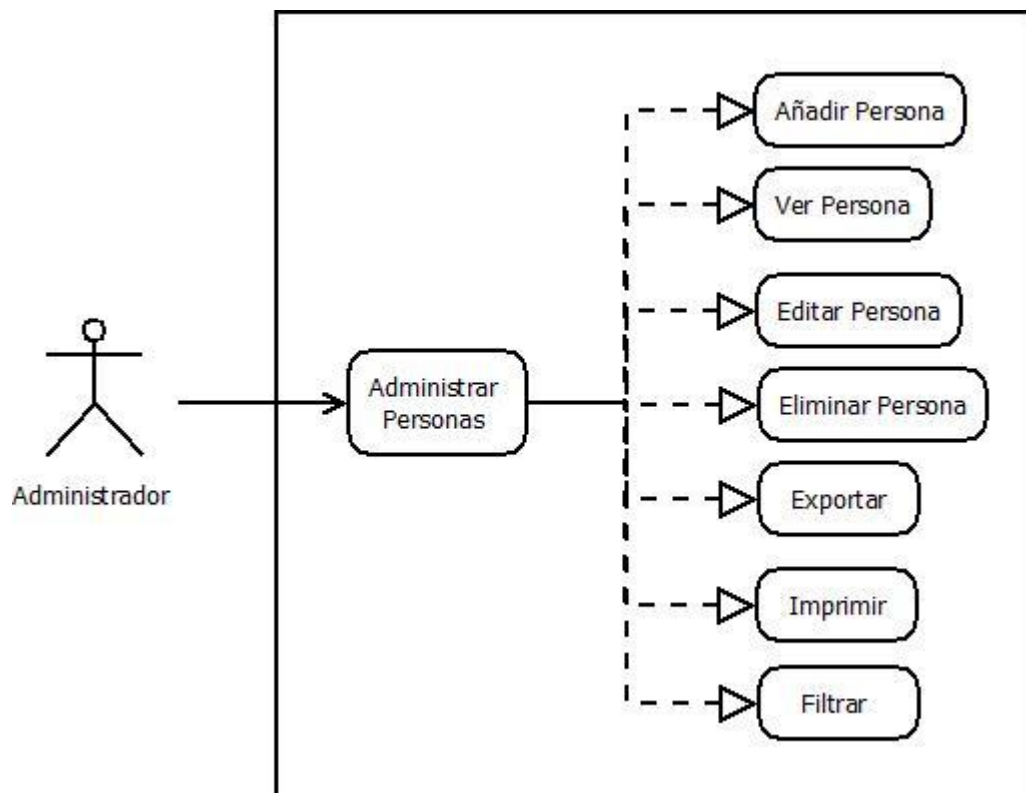 Añadir Persona
Ver Persona
Editar Persona
Administrar
Personas
Eliminar Persona
Administrador
Exportar
Imprimir
Filtrar